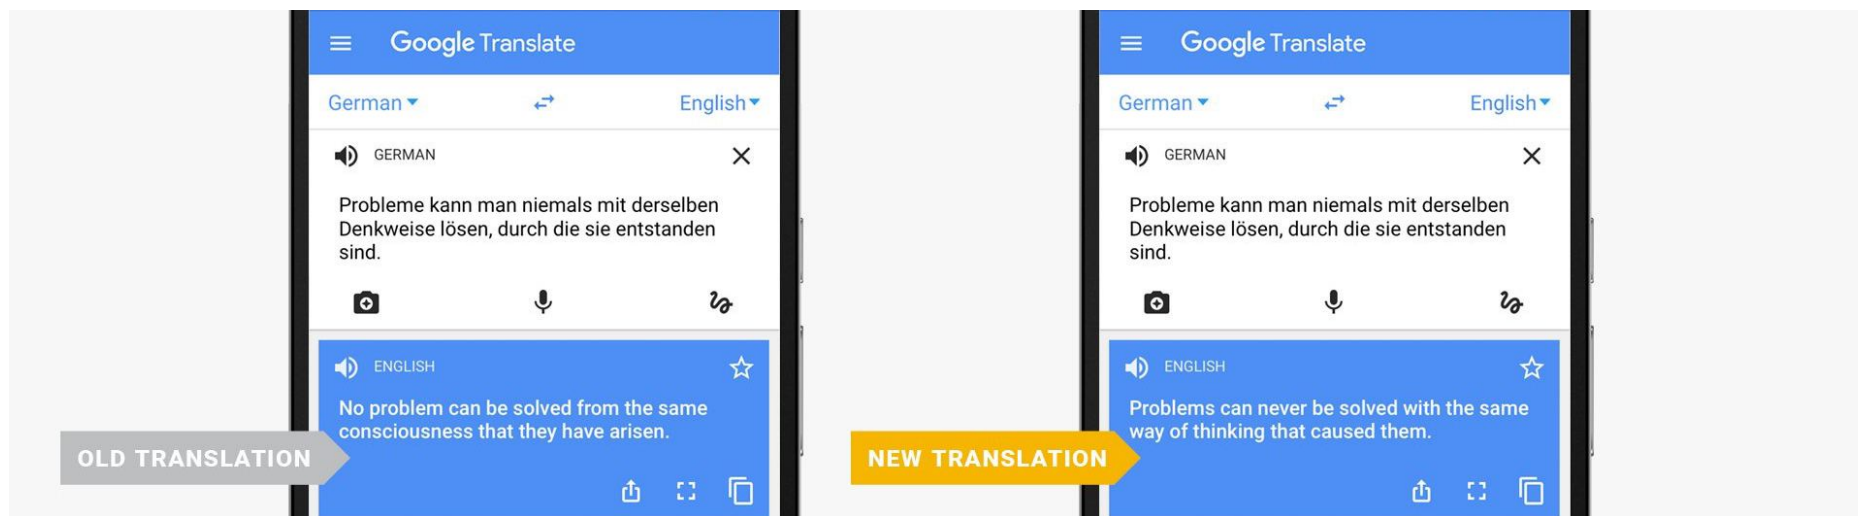 Google Translate
German
English
GERMAN
Probleme kann man niemals mit derselben
Denkweise lösen, durch die sie entstanden
sind.
ENGLISH
No problem can be solved from the same
consciousness that they have arisen.
OLD TRANSLATION
Google Translate
German
English
GERMAN
Probleme kann man niemals mit derselben
Denkweise lösen, durch die sie entstanden
sind.
ENGLISH
Problems can never be solved with the same
way of thinking that caused them.
NEW TRANSLATION